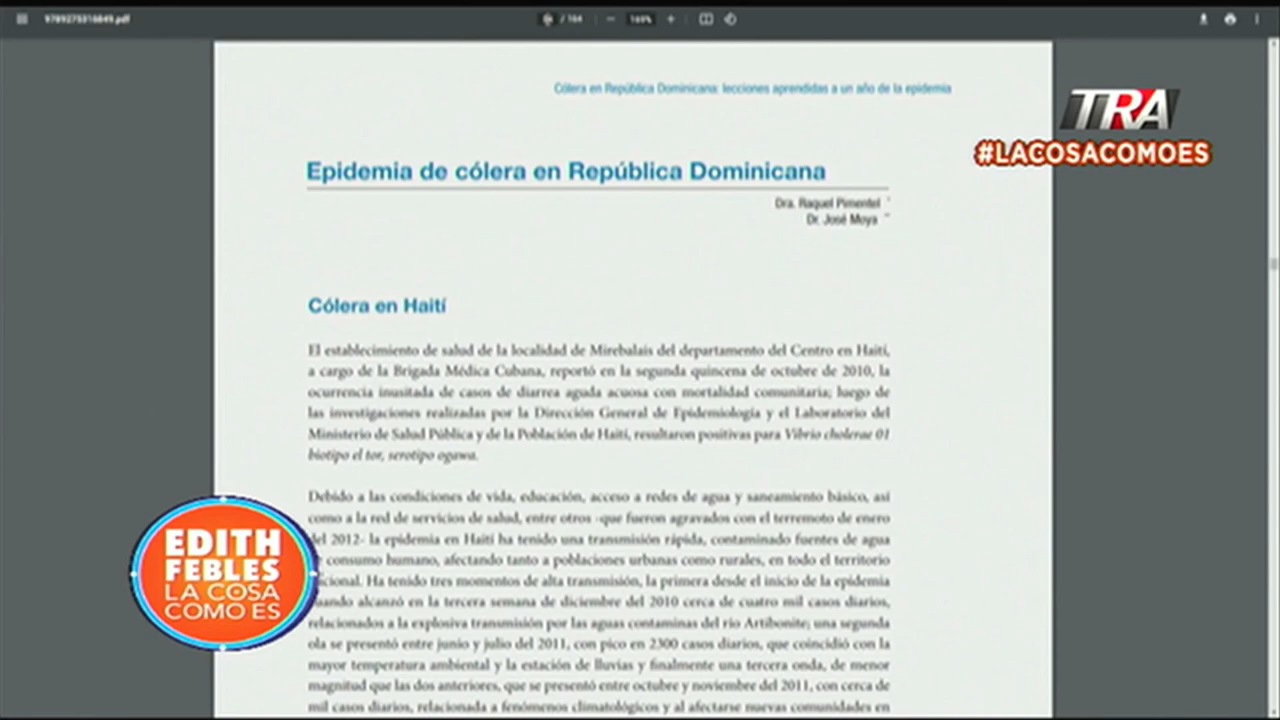 9789275316849.pdf
/ 164
169%
Cólera en República Dominicana: lecciones aprendidas a un año de la epidemia
TRA
#LACOSACOMOES
Epidemia de cólera en República Dominicana
Dra. Raquel Pimentel *
Dr. José Moya **
Cólera en Haití
El establecimiento de salud de la localidad de Mirebalais del departamento del Centro en Haití,
a cargo de la Brigada Médica Cubana, reportó en la segunda quincena de octubre de 2010, la
ocurrencia inusitada de casos de diarrea aguda acuosa con mortalidad comunitaria; luego de
las investigaciones realizadas por la Dirección General de Epidemiología y el Laboratorio del
Ministerio de Salud Pública y de la Población de Haití, resultaron positivas para Vibrio cholerae 01
biotipo el tor, serotipo ogawa.
Debido a las condiciones de vida, educación, acceso a redes de agua y saneamiento básico, así
como a la red de servicios de salud, entre otros -que fueron agravados con el terremoto de enero
del 2012- la epidemia en Haití ha tenido una transmisión rápida, contaminado fuentes de agua
consumo humano, afectando tanto a poblaciones urbanas como rurales, en todo el territorio
Ha tenido tres momentos de alta transmisión, la primera desde el inicio de la epidemia
alcanzó en la tercera semana de diciembre del 2010 cerca de cuatro mil casos diarios,
relacionados a la explosiva transmisión por las aguas contaminas del río Artibonite; una segunda
ola se presentó entre junio y julio del 2011, con pico en 2300 casos diarios, que coincidió con la
mayor temperatura ambiental y la estación de lluvias y finalmente una tercera onda, de menor
magnitud que las dos anteriores, que se presentó entre octubre y noviembre del 2011, con cerca de
mil casos diarios, relacionada a fenómenos climatológicos y al afectarse nuevas comunidades en
EDITH
FEBLES
LA COSA
COMO ES